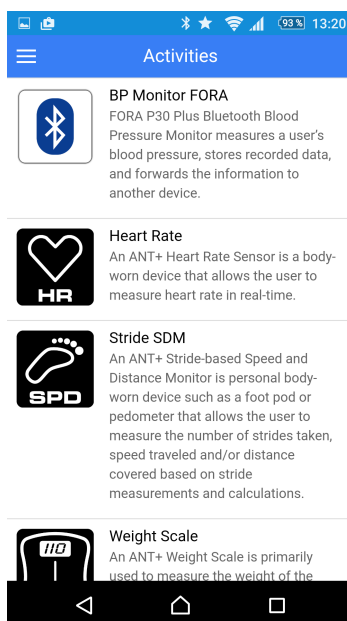 93% 13:20
Activities
BP Monitor FORA
FORA P30 Plus Bluetooth Blood
Pressure Monitor measures a user's
blood pressure, stores recorded data,
and forwards the information to
another device.
Heart Rate
An ANT+ Heart Rate Sensor is a body-
worn device that allows the user to
measure heart rate in real-time.
HR
Stride SDM
An ANT+ Stride-based Speed and
Distance Monitor is personal body-
worn device such as a foot pod or
pedometer that allows the user to
measure the number of strides taken,
speed traveled and/or distance
covered based on stride
measurements and calculations.
SPD
Weight Scale
An ANT+ Weight Scale is primarily
used to measure the weight of the
110